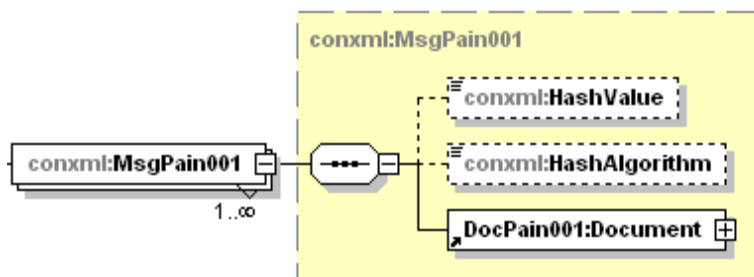 conxml:MsgPain001
conxml:HashValue
conxml:MsgPain001
conxml:HashAlgorithm
1..∞
DocPain001:Document